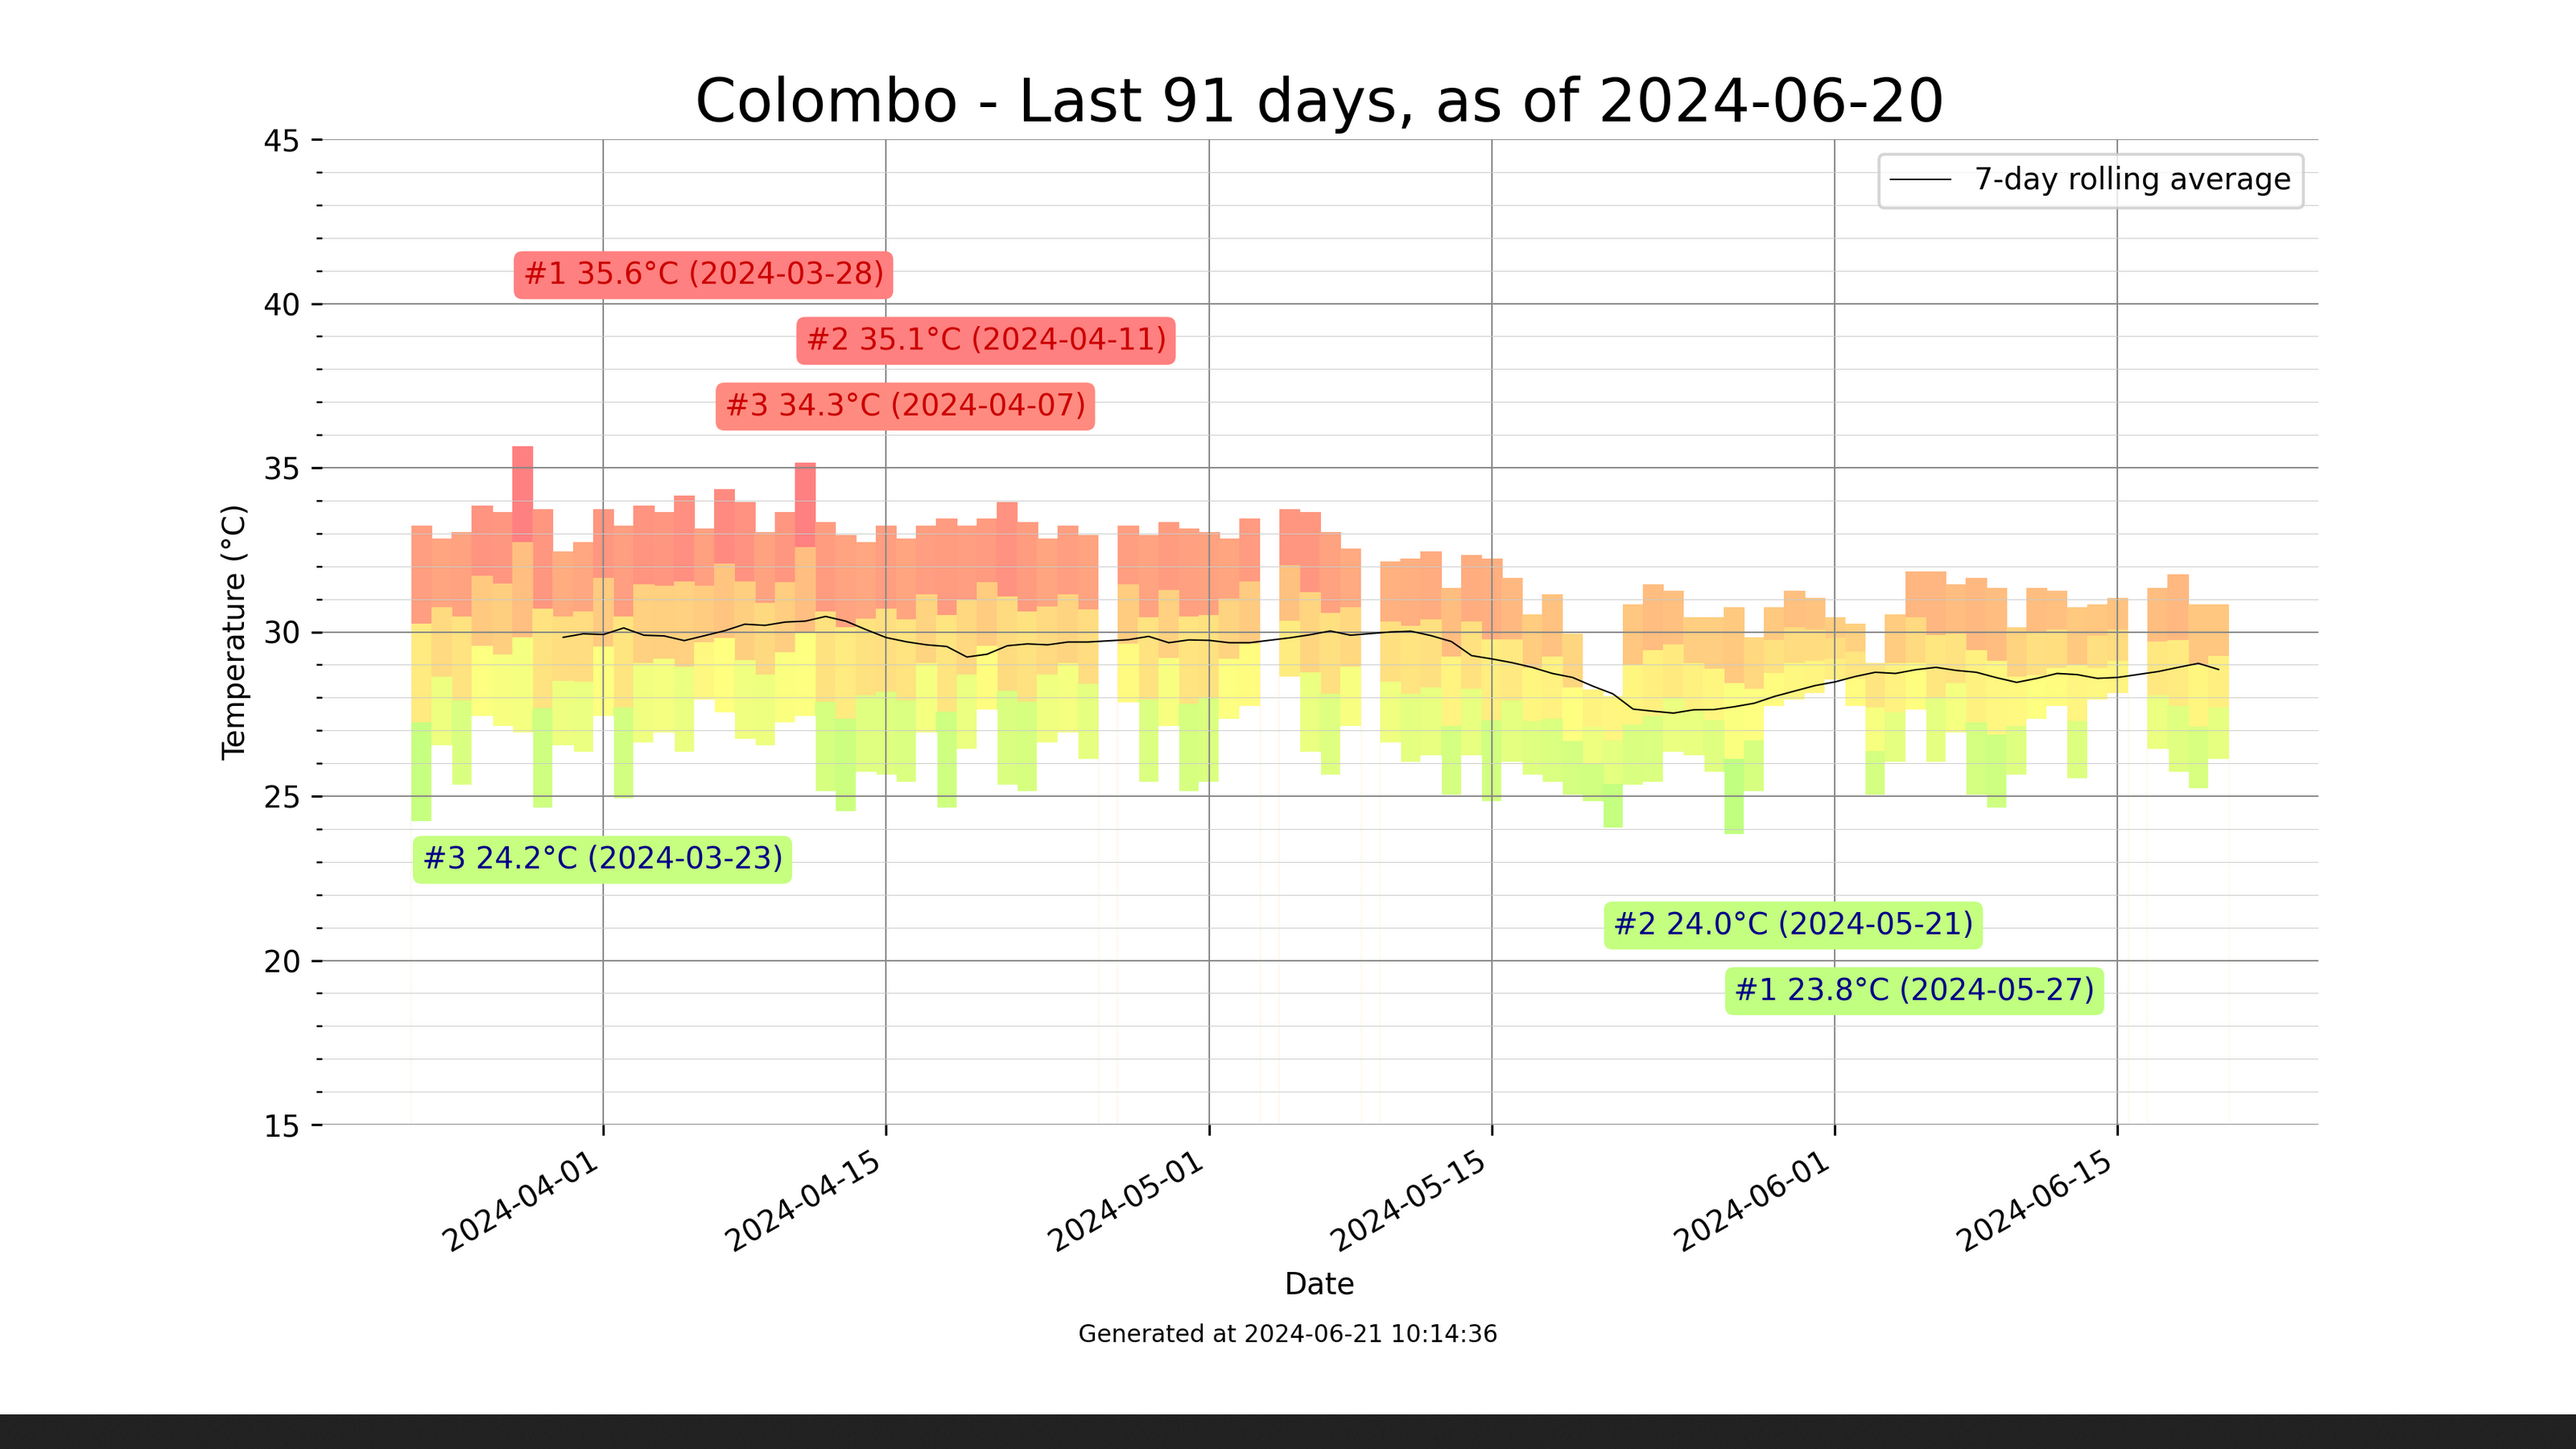 Colombo - Last 91 days, as of 2024-06-20
45
7-day rolling average
#1 35.6°C (2024-03-28)
40
#2 35.1°C (2024-04-11)
#3 34.3°C (2024-04-07)
35
Temperature (°C)
30
25
#3 24.2°C (2024-03-23)
#2 24.0°C (2024-05-21)
20
#1 23.8°C (2024-05-27)
15
2024-04-01
2024-04-15
2024-05-01
2024-05-15
2024-06-01
2024-06-15
Date
Generated at 2024-06-21 10:14:36